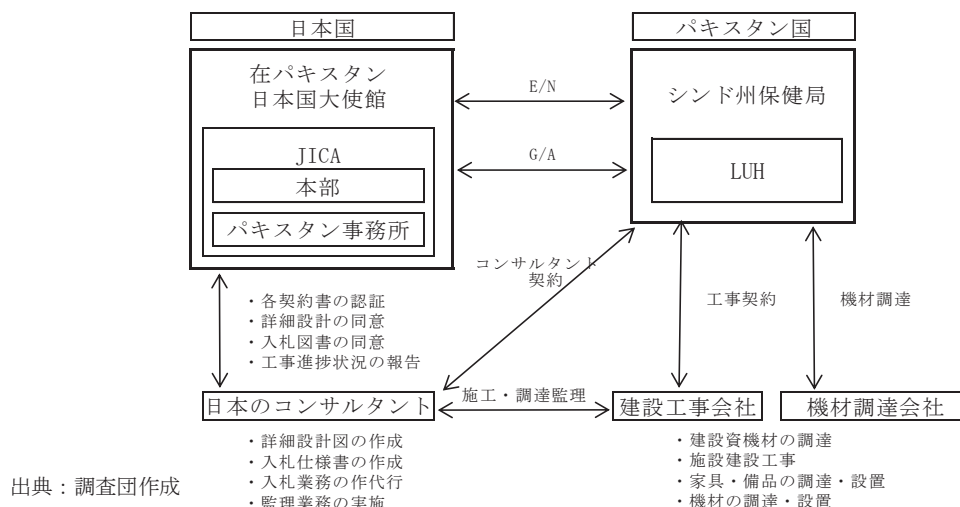 日本国
パキスタン国
在パキスタン
日本国大使館
JICA
本部
パキスタン事務所
E/N
G/A
シンド州保健局
LUH
コンサルタント
契約
工事契約
機材調達
・各契約書の認証
・詳細設計の同意
・入札図書の同意
・工事進捗状況の報告
日本のコンサルタント
施工・調達監理
建設工事会社
機材調達会社
・詳細設計図の作成
・入札仕様書の作成
・入札業務の作代行
・監理業務の実施
・建設資機材の調達
・施設建設工事
・家具・備品の調達・設置
・機材の調達・設置
出典：調査団作成